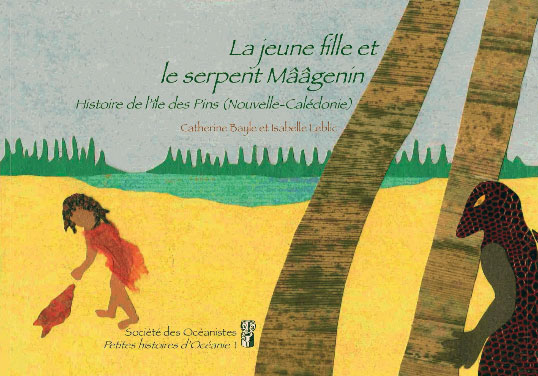 La jeune fille et
le serpent Mââgenin
Histoire de l'île des Pins (Nouvelle-Calédonie)
Catherine Baylé et Isabelle Leblic
Société des Océanistes
Petites histoires d'Océanie 1